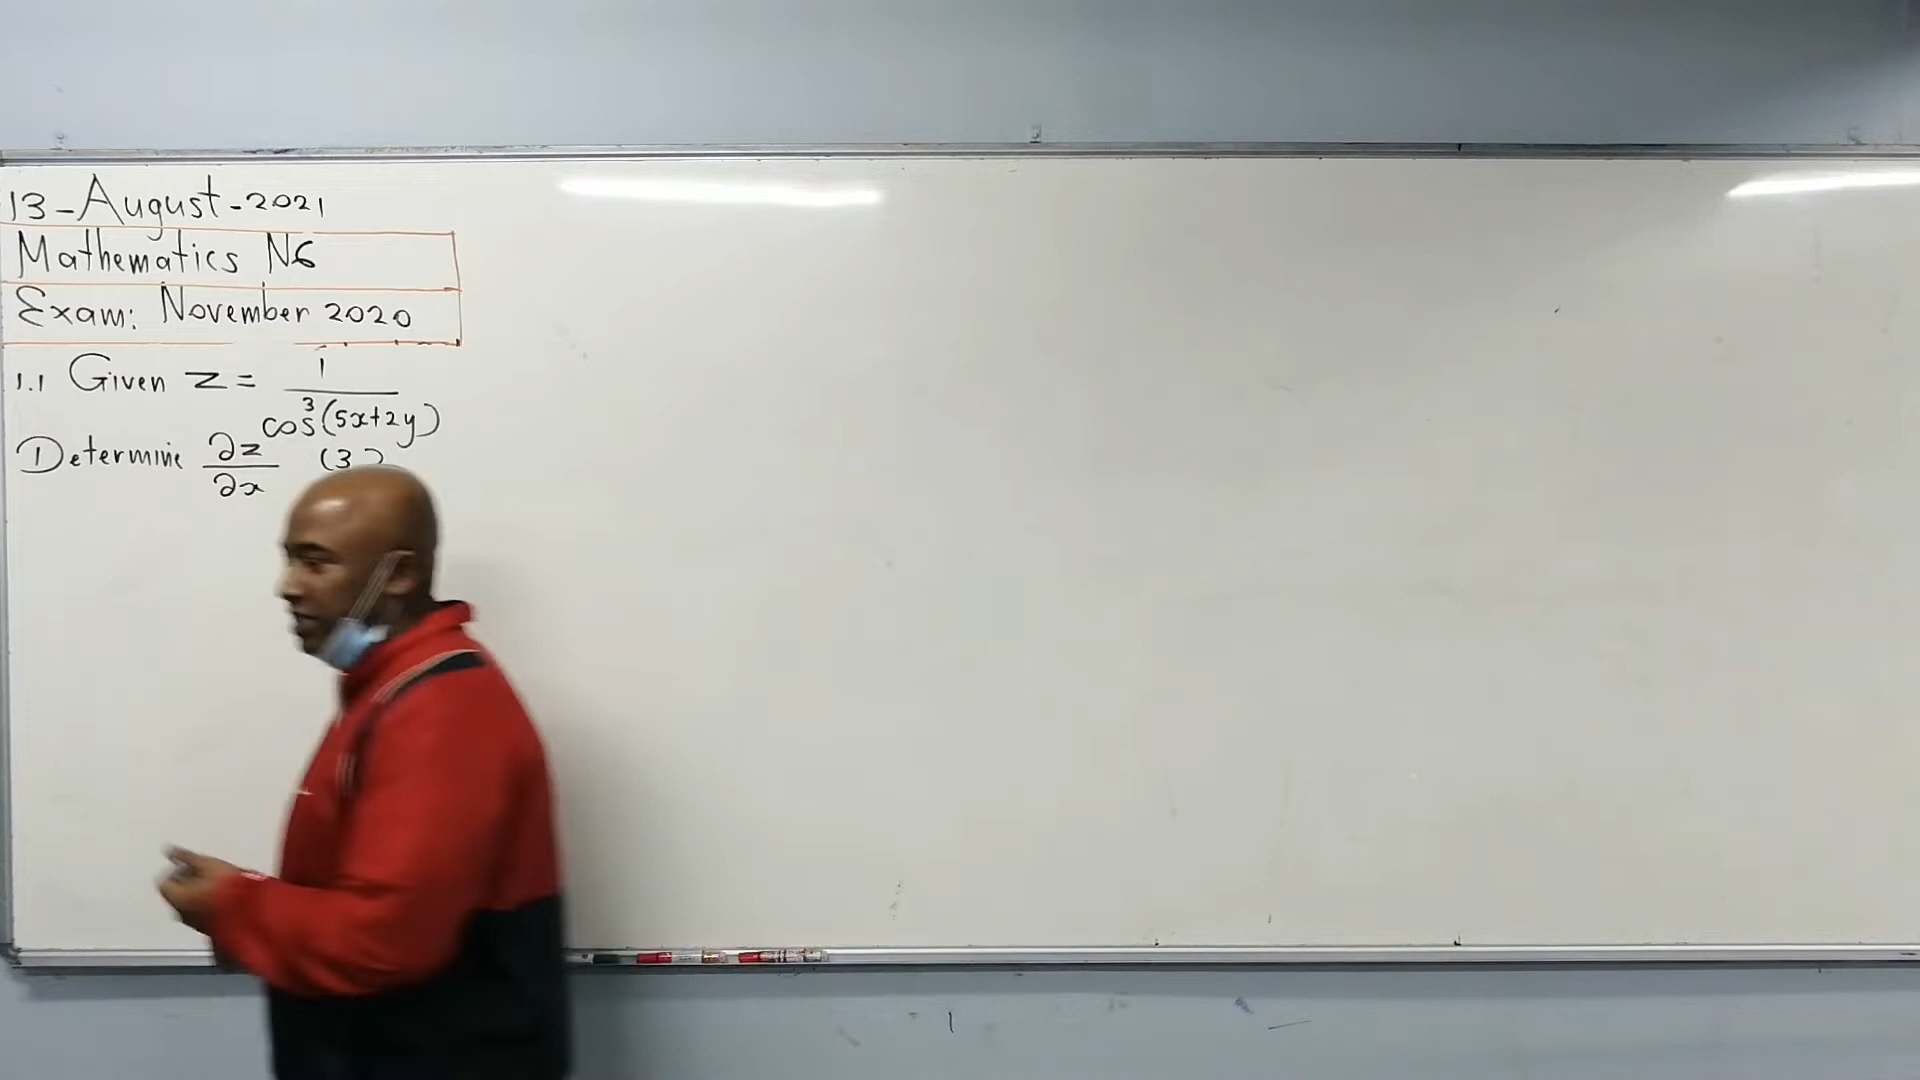 13-August-2021
Mathematics N6
Exam: November 2020
1.1 Given z = 1/cos³(5x+2y)
Determine ∂z/∂x (3)